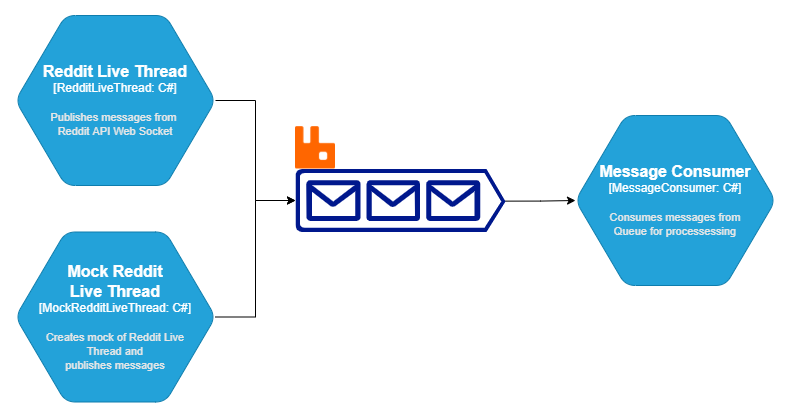 Reddit Live Thread
[RedditLiveThread: C#]
Publishes messages from
Reddit API Web Socket
Mock Reddit
Live Thread
[MockRedditLiveThread: C#]
Creates mock of Reddit Live
Thread and
publishes messages
Message Consumer
[MessageConsumer: C#]
Consumes messages from
Queue for processessing